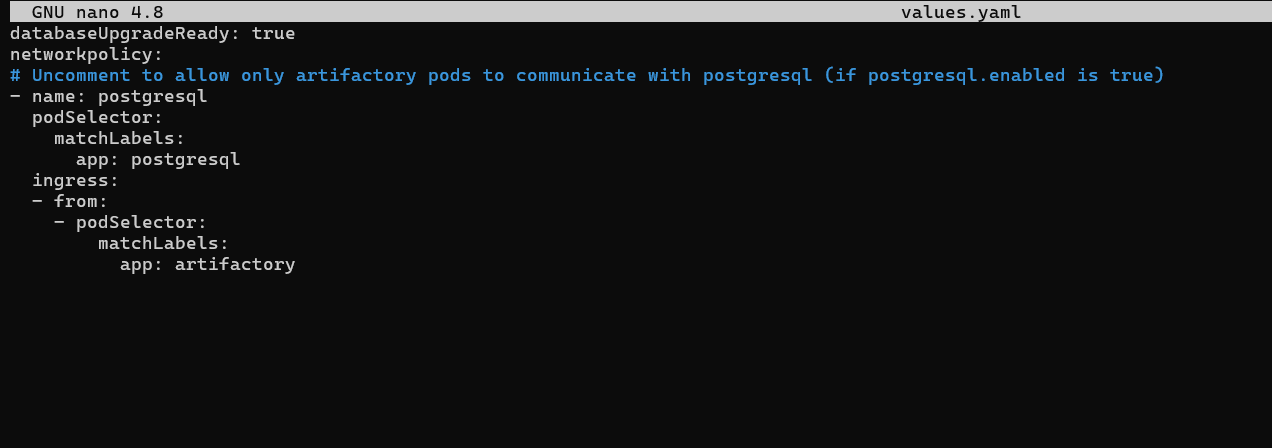 GNU nano 4.8 values.yaml
databaseUpgradeReady: true
networkpolicy:
# Uncomment to allow only artifactory pods to communicate with postgresql (if postgresql.enabled is true)
- name: postgresql
  podSelector:
    matchLabels:
      app: postgresql
  ingress:
  - from:
    - podSelector:
        matchLabels:
          app: artifactory